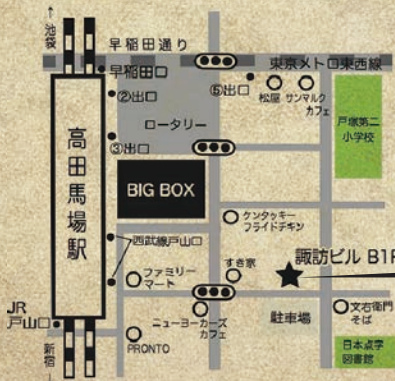 ←池袋
早稲田通り
東京メトロ東西線
早稲田口
②出口
⑤出口
松屋
サンマルク
カフェ
戸塚第二
小学校
ロータリー
③出口
高田馬場駅
BIG BOX
ケンタッキー
フライドチキン
西武線戸山口
諏訪ビル B1F
すき家
ファミリー
マート
JR
戸山口
ニューヨーカーズ
カフェ
駐車場
文右衛門
そば
PRONTO
日本点字
図書館
新宿→